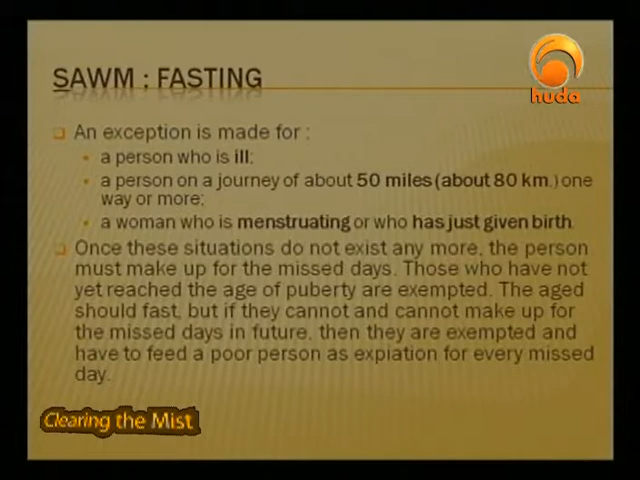 SAWM : FASTING
huda
An exception is made for :
a person who is ill;
a person on a journey of about 50 miles (about 80 km.) one
way or more;
a woman who is menstruating or who has just given birth.
Once these situations do not exist any more, the person
must make up for the missed days. Those who have not
yet reached the age of puberty are exempted. The aged
should fast, but if they cannot and cannot make up for
the missed days in future, then they are exempted and
have to feed a poor person as expiation for every missed
day.
Clearing the Mist